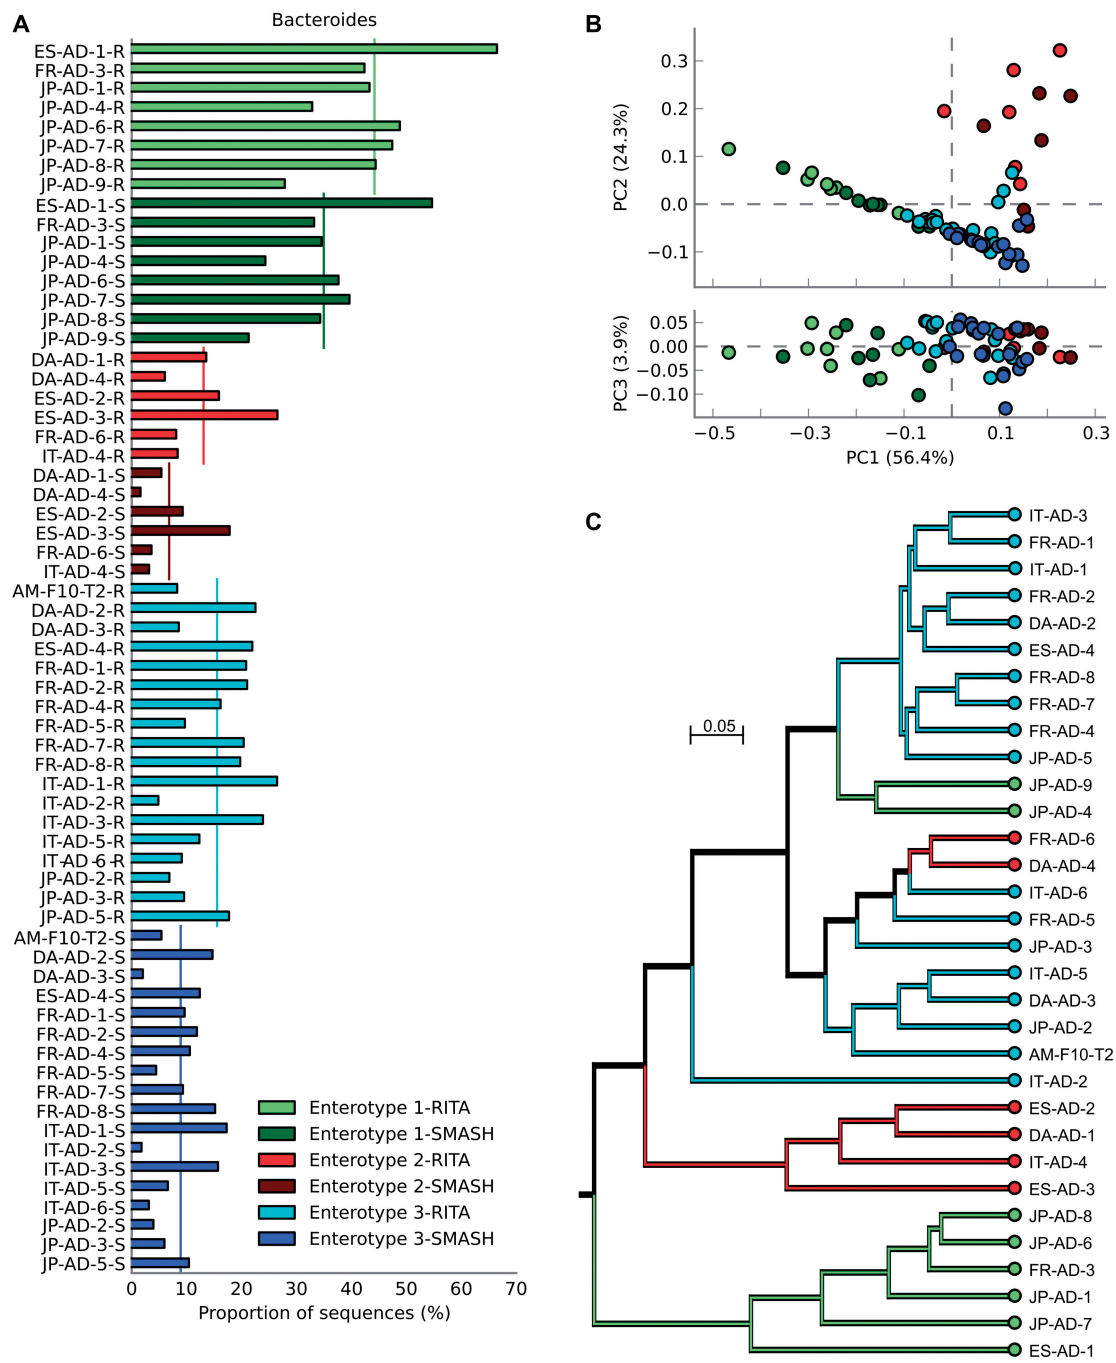 A
Bacteroides
ES-AD-1-R
FR-AD-3-R
JP-AD-1-R
JP-AD-4-R
JP-AD-6-R
JP-AD-7-R
JP-AD-8-R
JP-AD-9-R
ES-AD-1-S
FR-AD-3-S
JP-AD-1-S
JP-AD-4-S
JP-AD-6-S
JP-AD-7-S
JP-AD-8-S
JP-AD-9-S
DA-AD-1-R
DA-AD-4-R
ES-AD-2-R
ES-AD-3-R
FR-AD-6-R
IT-AD-4-R
DA-AD-1-S
DA-AD-4-S
ES-AD-2-S
ES-AD-3-S
FR-AD-6-S
IT-AD-4-S
AM-F10-T2-R
DA-AD-2-R
DA-AD-3-R
ES-AD-4-R
FR-AD-1-R
FR-AD-2-R
FR-AD-4-R
FR-AD-5-R
FR-AD-7-R
FR-AD-8-R
IT-AD-1-R
IT-AD-2-R
IT-AD-3-R
IT-AD-5-R
IT-AD-6-R
JP-AD-2-R
JP-AD-3-R
JP-AD-5-R
AM-F10-T2-S
DA-AD-2-S
DA-AD-3-S
ES-AD-4-S
FR-AD-1-S
FR-AD-2-S
FR-AD-4-S
FR-AD-5-S
FR-AD-7-S
FR-AD-8-S
IT-AD-1-S
IT-AD-2-S
IT-AD-3-S
IT-AD-5-S
IT-AD-6-S
JP-AD-2-S
JP-AD-3-S
JP-AD-5-S
0 10 20 30 40 50 60 70
Proportion of sequences (%)
Enterotype 1-RITA
Enterotype 1-SMASH
Enterotype 2-RITA
Enterotype 2-SMASH
Enterotype 3-RITA
Enterotype 3-SMASH
B
PC2 (24.3%)
0.3
0.2
0.1
0.0
−0.1
PC3 (3.9%)
0.05
0.00
−0.05
−0.10
−0.5 −0.3 −0.1 0.1 0.3
PC1 (56.4%)
C
0.05
IT-AD-3
FR-AD-1
IT-AD-1
FR-AD-2
DA-AD-2
ES-AD-4
FR-AD-8
FR-AD-7
FR-AD-4
JP-AD-5
JP-AD-9
JP-AD-4
FR-AD-6
DA-AD-4
IT-AD-6
FR-AD-5
JP-AD-3
IT-AD-5
DA-AD-3
JP-AD-2
AM-F10-T2
IT-AD-2
ES-AD-2
DA-AD-1
IT-AD-4
ES-AD-3
JP-AD-8
JP-AD-6
FR-AD-3
JP-AD-1
JP-AD-7
ES-AD-1